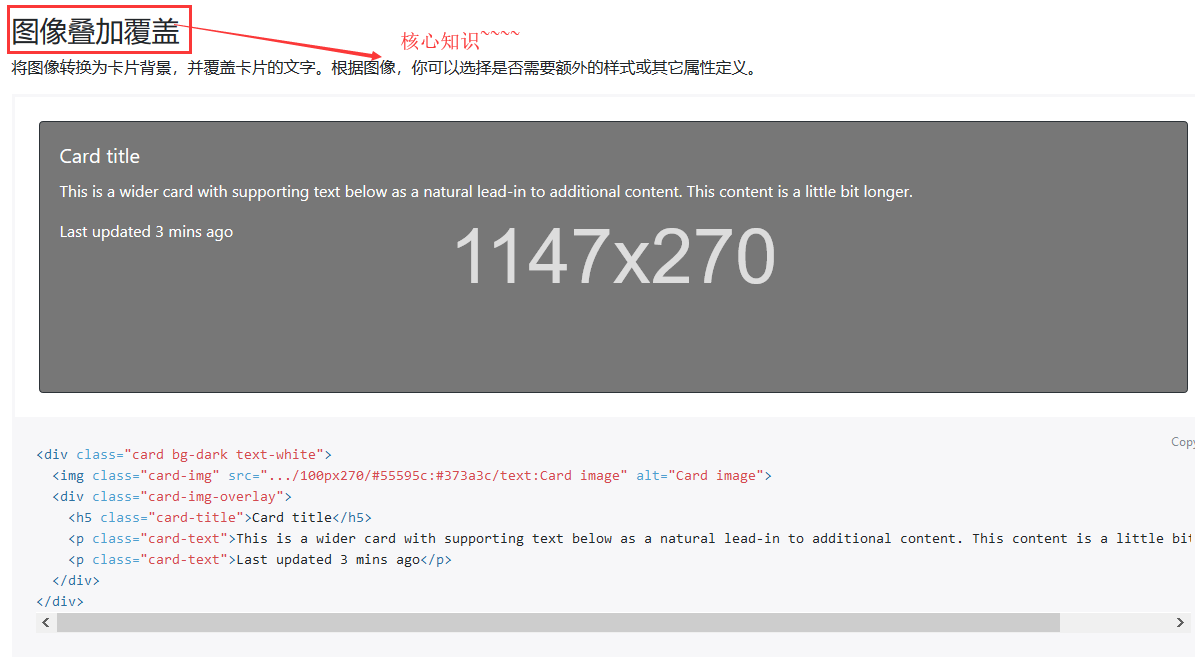 图像叠加覆盖
核心知识~~~~
将图像转换为卡片背景，并覆盖卡片的文字。根据图像，你可以选择是否需要额外的样式或其它属性定义。
Card title
This is a wider card with supporting text below as a natural lead-in to additional content. This content is a little bit longer.
Last updated 3 mins ago
1147x270
Copy
<div class="card bg-dark text-white">
<img class="card-img" src=".../100px270/#55595c:#373a3c/text:Card image" alt="Card image">
<div class="card-img-overlay">
<h5 class="card-title">Card title</h5>
<p class="card-text">This is a wider card with supporting text below as a natural lead-in to additional content. This content is a little bit
<p class="card-text">Last updated 3 mins ago</p>
</div>
</div>